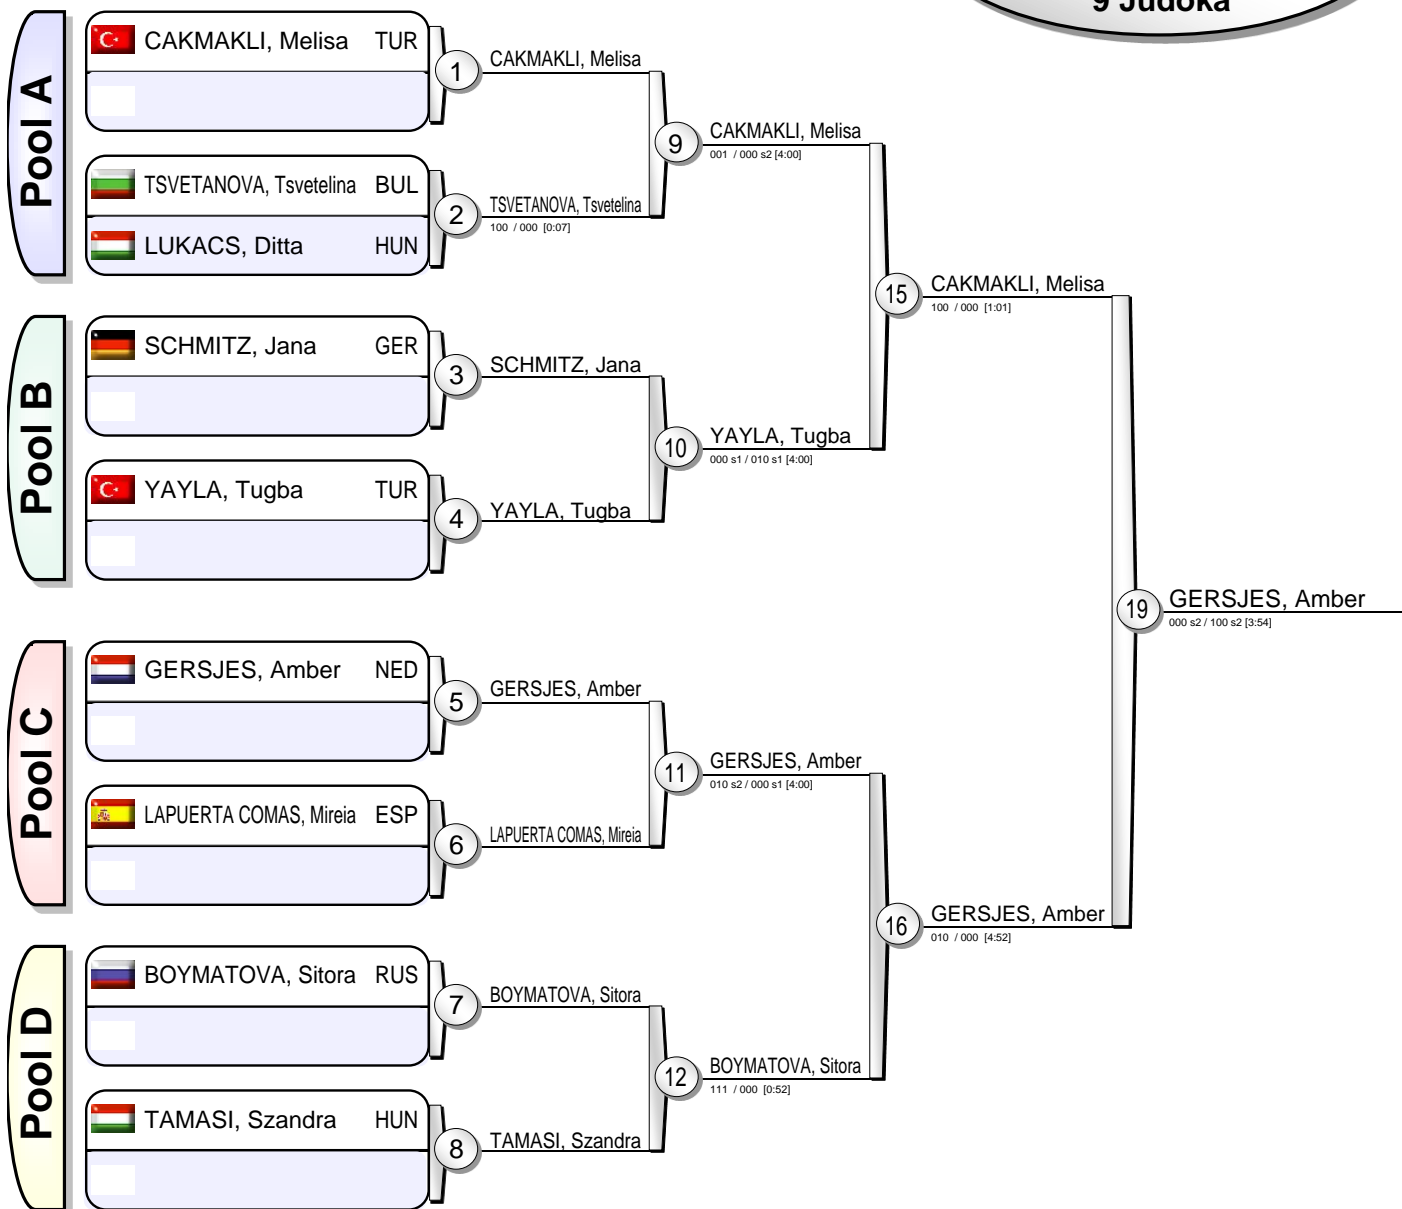 9 Judoka
Pool A
CAKMAKLI, Melisa TUR
TSVETANOVA, Tsvetelina BUL
LUKACS, Ditta HUN
1
CAKMAKLI, Melisa
2
TSVETANOVA, Tsvetelina
100 / 000 [0:07]
9
CAKMAKLI, Melisa
001 / 000 s2 [4:00]
Pool B
SCHMITZ, Jana GER
YAYLA, Tugba TUR
3
SCHMITZ, Jana
4
YAYLA, Tugba
10
YAYLA, Tugba
000 s1 / 010 s1 [4:00]
15
CAKMAKLI, Melisa
100 / 000 [1:01]
Pool C
GERSJES, Amber NED
LAPUERTA COMAS, Mireia ESP
5
GERSJES, Amber
6
LAPUERTA COMAS, Mireia
11
GERSJES, Amber
010 s2 / 000 s1 [4:00]
Pool D
BOYMATOVA, Sitora RUS
TAMASI, Szandra HUN
7
BOYMATOVA, Sitora
8
TAMASI, Szandra
12
BOYMATOVA, Sitora
111 / 000 [0:52]
16
GERSJES, Amber
010 / 000 [4:52]
19
GERSJES, Amber
000 s2 / 100 s2 [3:54]